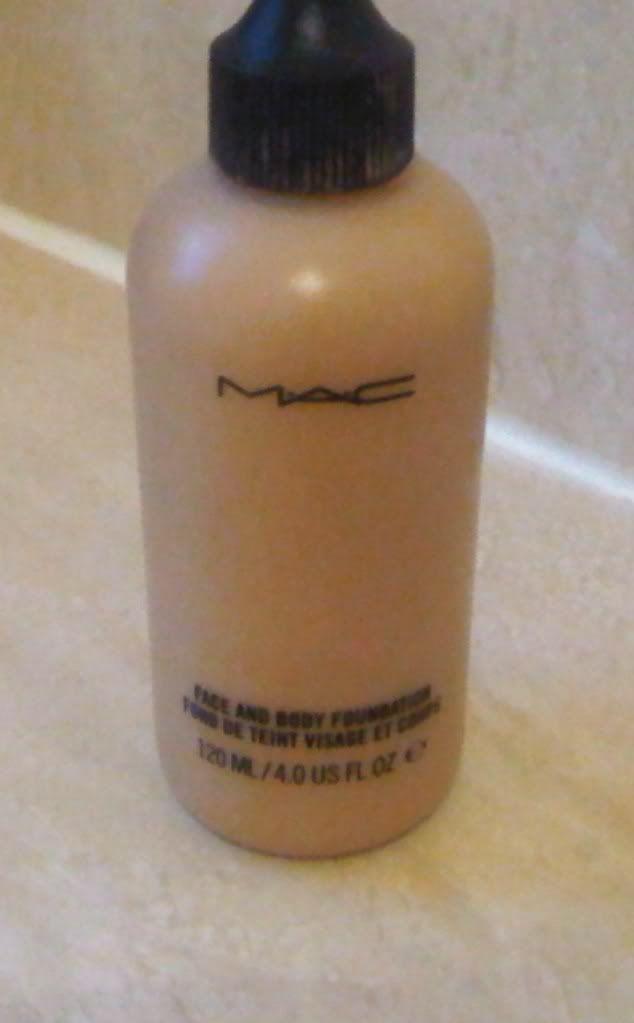 MAC
FACE AND BODY FOUNDATION
FOND DE TEINT VISAGE ET CORPS
120 ML / 4.0 US FL OZ ℮